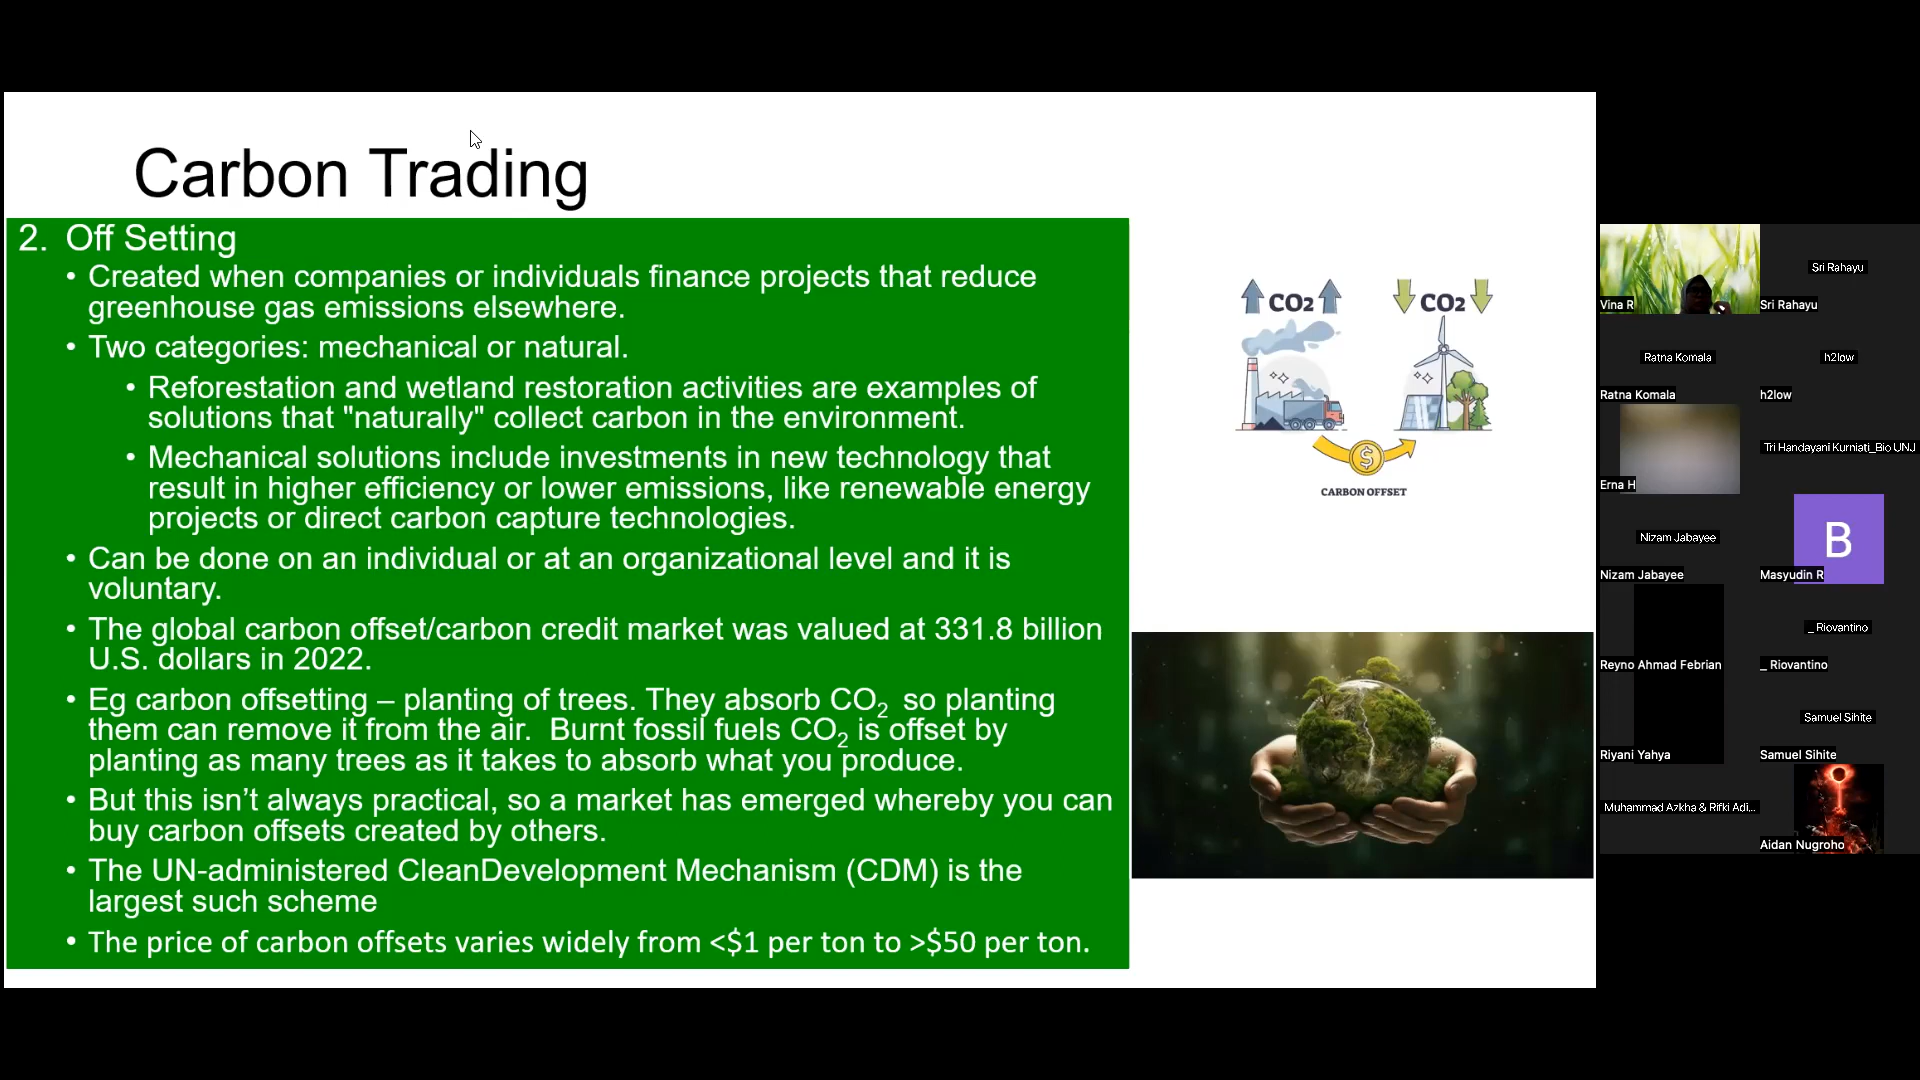 Carbon Trading
2. Off Setting
• Created when companies or individuals finance projects that reduce
greenhouse gas emissions elsewhere.
• Two categories: mechanical or natural.
• Reforestation and wetland restoration activities are examples of
solutions that "naturally" collect carbon in the environment.
• Mechanical solutions include investments in new technology that
result in higher efficiency or lower emissions, like renewable energy
projects or direct carbon capture technologies.
• Can be done on an individual or at an organizational level and it is
voluntary.
• The global carbon offset/carbon credit market was valued at 331.8 billion
U.S. dollars in 2022.
• Eg carbon offsetting – planting of trees. They absorb CO₂ so planting
them can remove it from the air. Burnt fossil fuels CO₂ is offset by
planting as many trees as it takes to absorb what you produce.
• But this isn’t always practical, so a market has emerged whereby you can
buy carbon offsets created by others.
• The UN-administered CleanDevelopment Mechanism (CDM) is the
largest such scheme
• The price of carbon offsets varies widely from <$1 per ton to >$50 per ton.
CO2
CO2
$
CARBON OFFSET
Vina R
Sri Rahayu
Sri Rahayu
Ratna Komala
Ratna Komala
h2low
h2low
Erna H
Tri Handayani Kurniati_Bio UNJ
Nizam Jabayee
Nizam Jabayee
B
Masyudin R
Reyno Ahmad Febrian
_ Riovantino
_ Riovantino
Riyani Yahya
Samuel Sihite
Samuel Sihite
Muhammad Azkha & Rifki Adi...
Aidan Nugroho